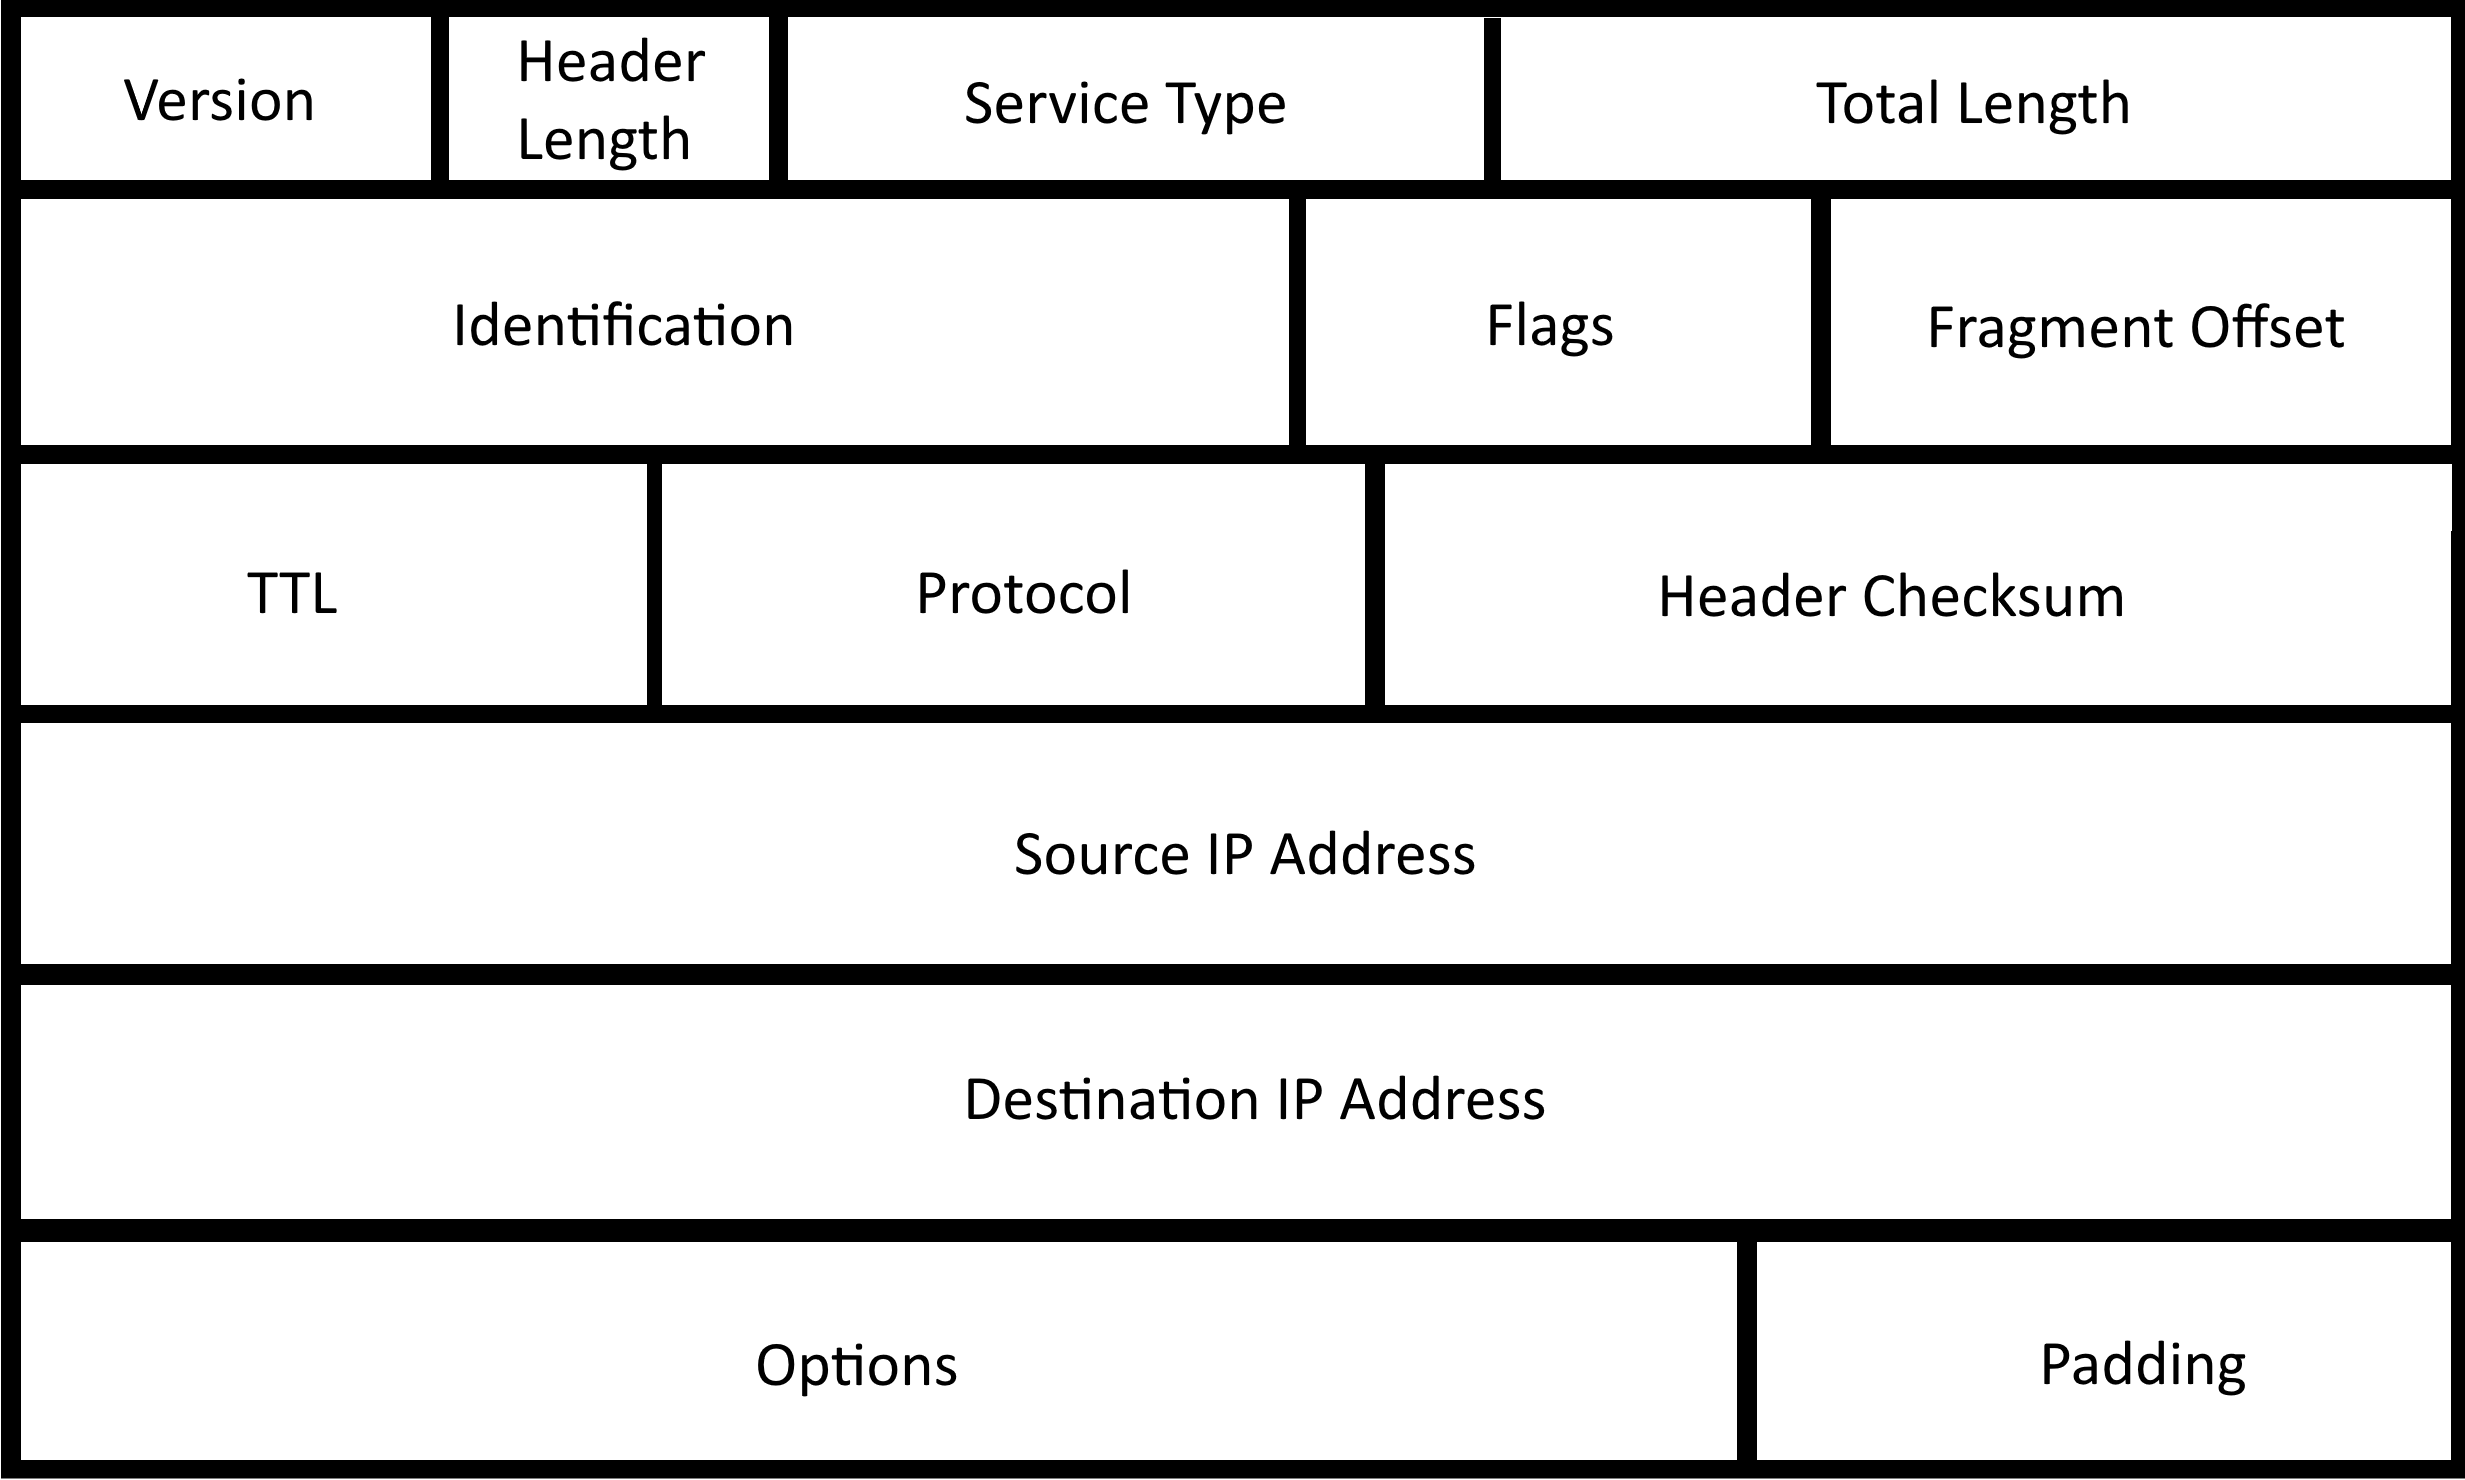 Version
Header
Length
Service Type
Total Length
Identification
Flags
Fragment Offset
TTL
Protocol
Header Checksum
Source IP Address
Destination IP Address
Options
Padding